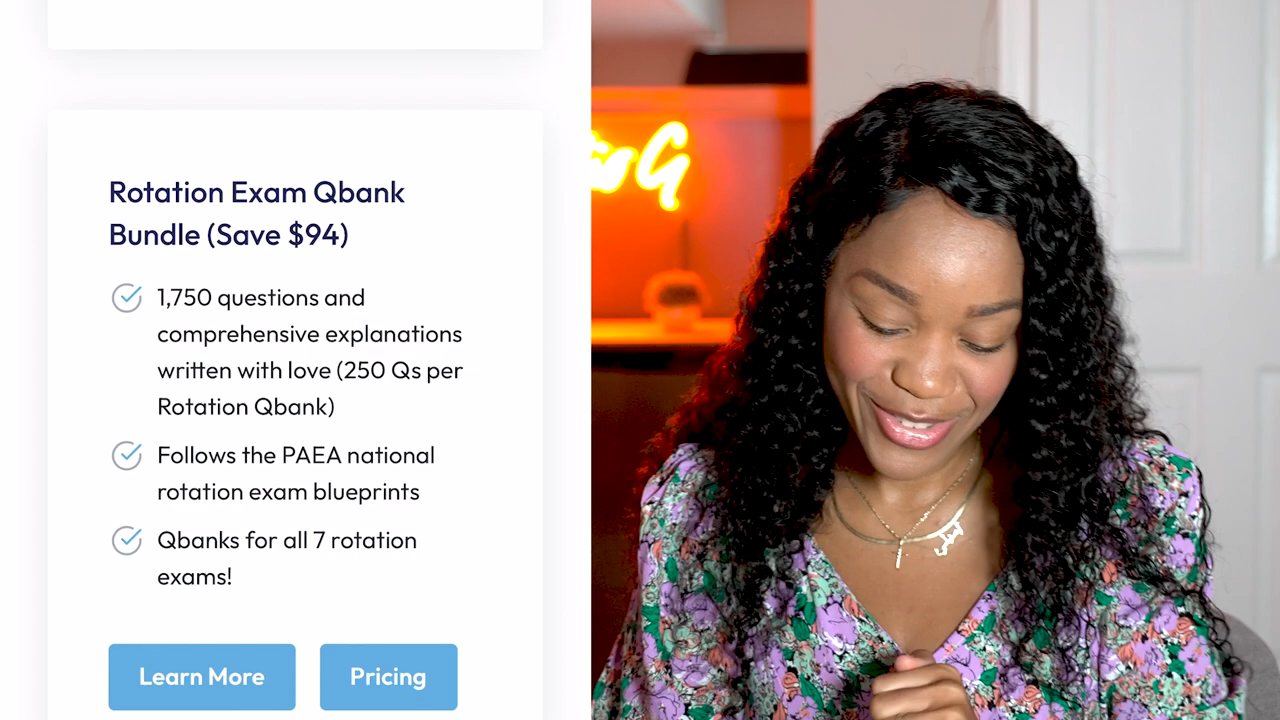 Rotation Exam Qbank
Bundle (Save $94)
1,750 questions and
comprehensive explanations
written with love (250 Qs per
Rotation Qbank)
Follows the PAEA national
rotation exam blueprints
Qbanks for all 7 rotation
exams!
Learn More
Pricing